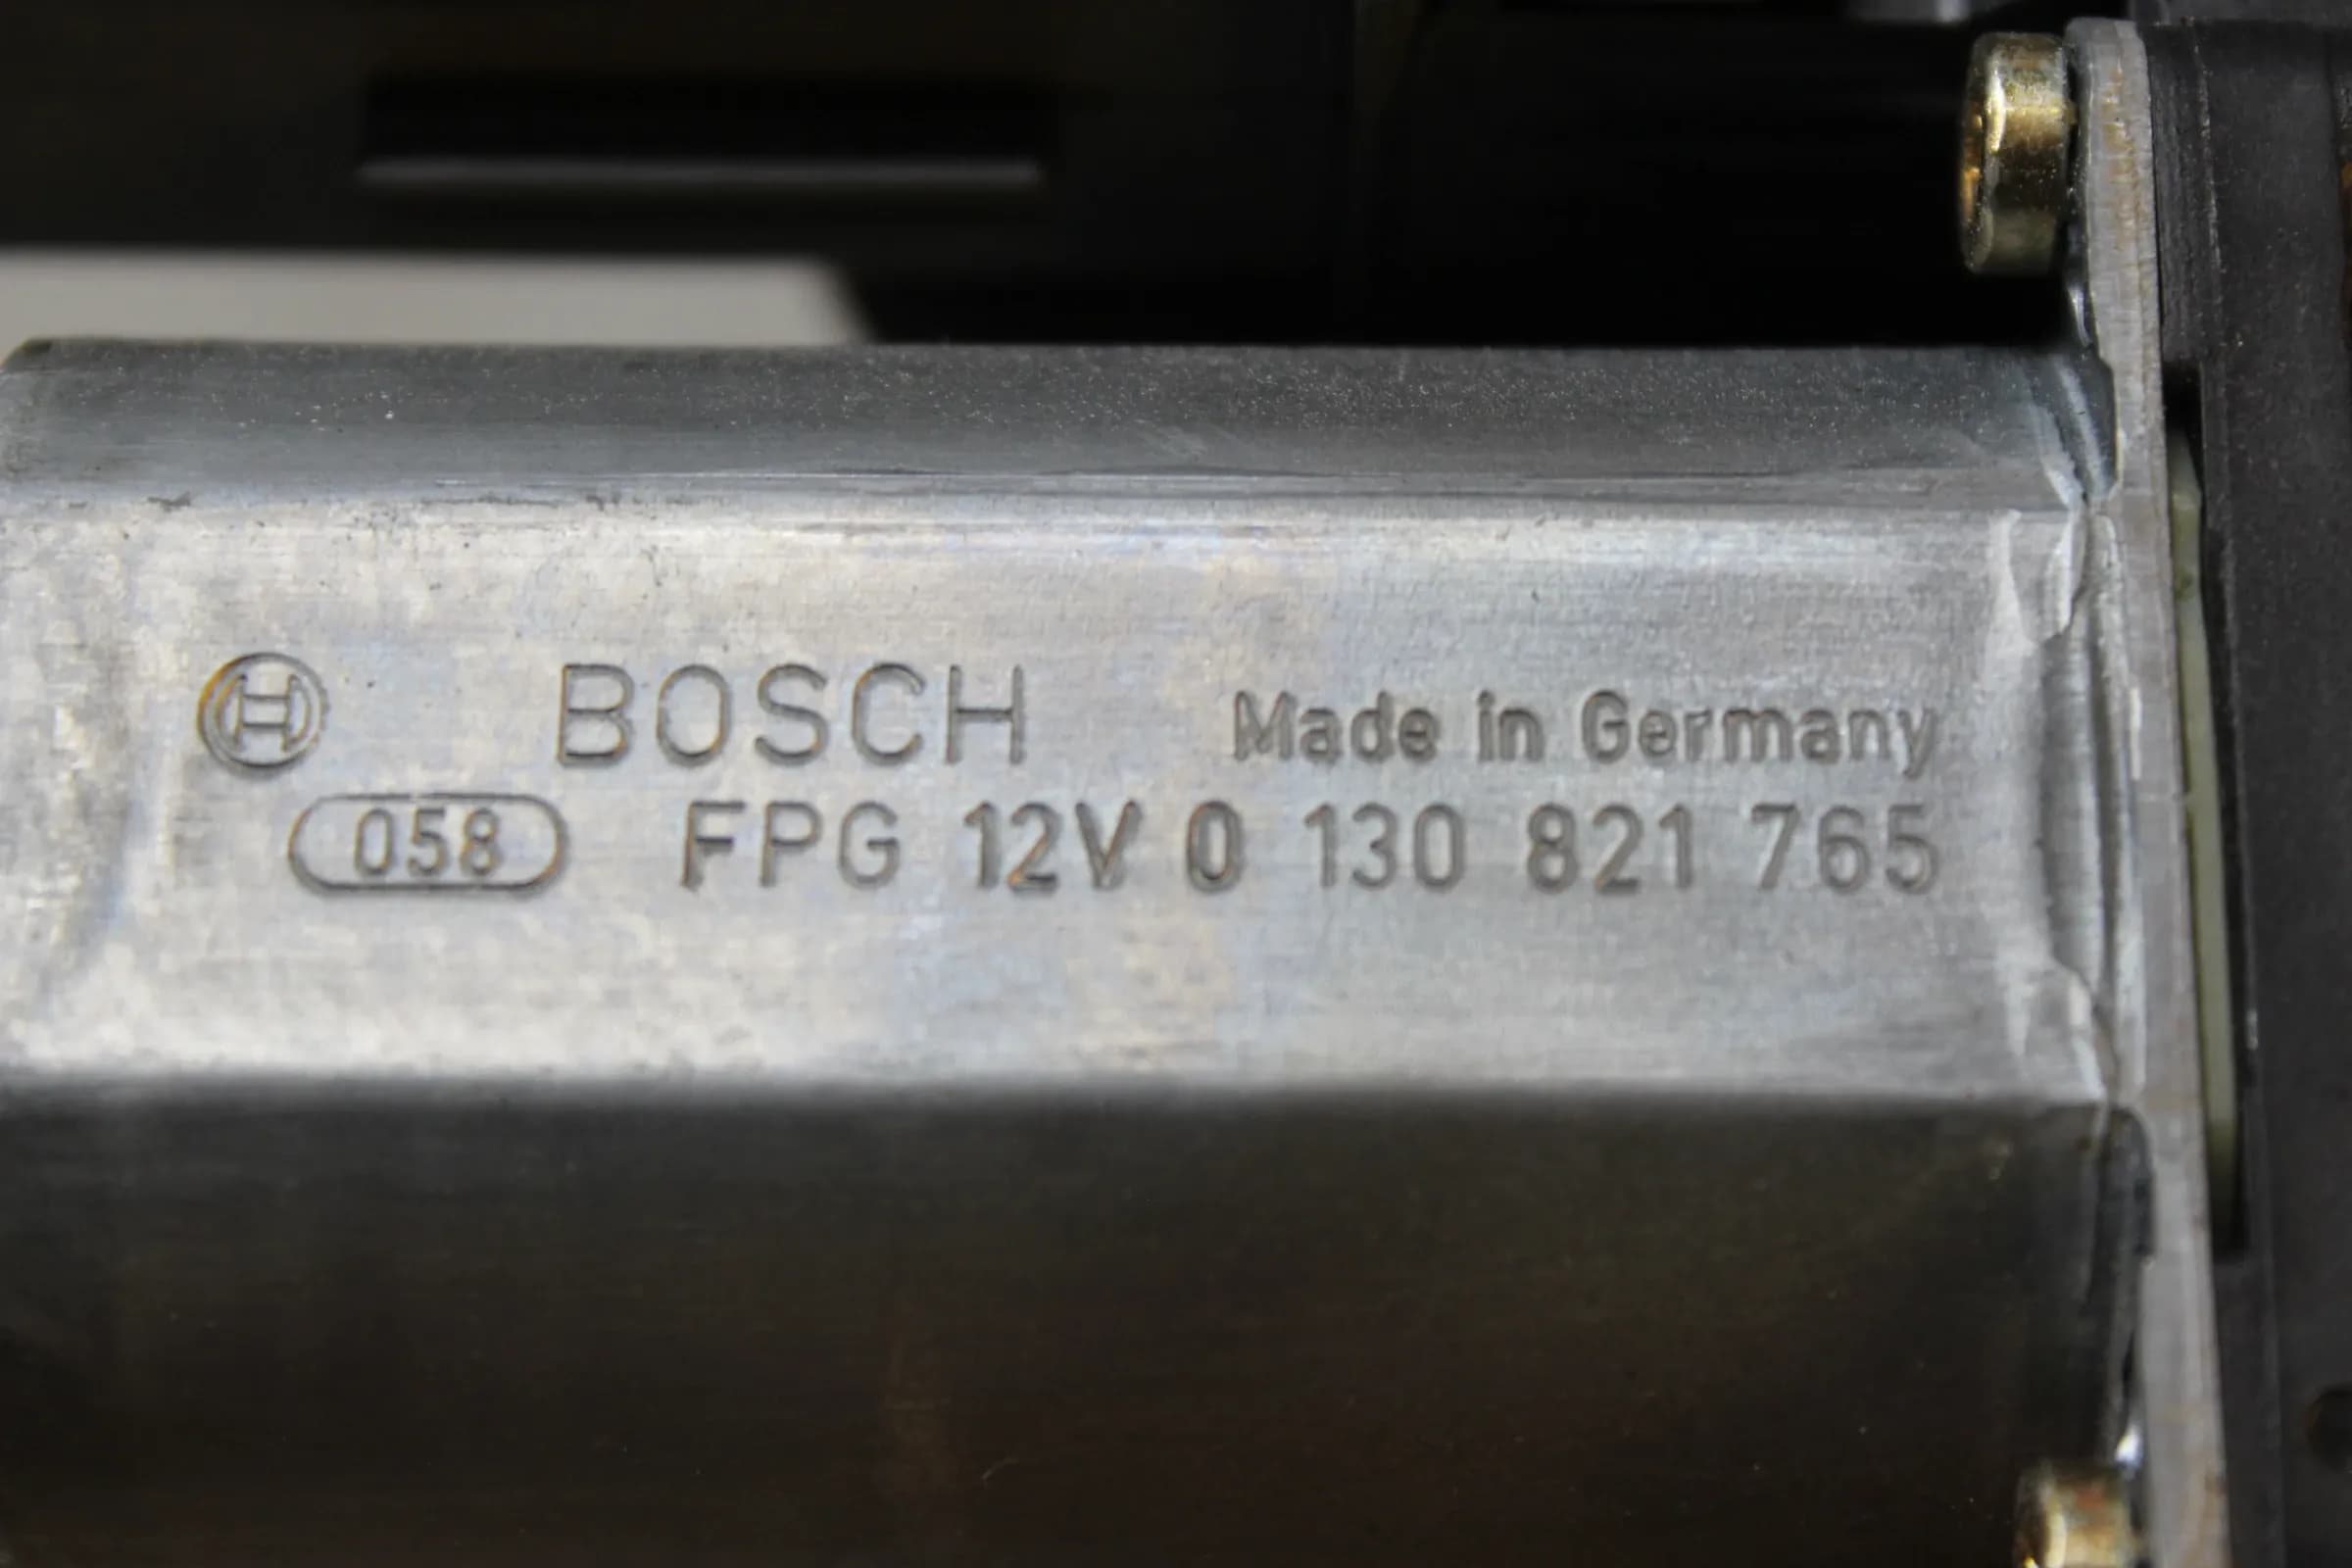 BOSCH Made in Germany
058 FPG 12V 0 130 821 765